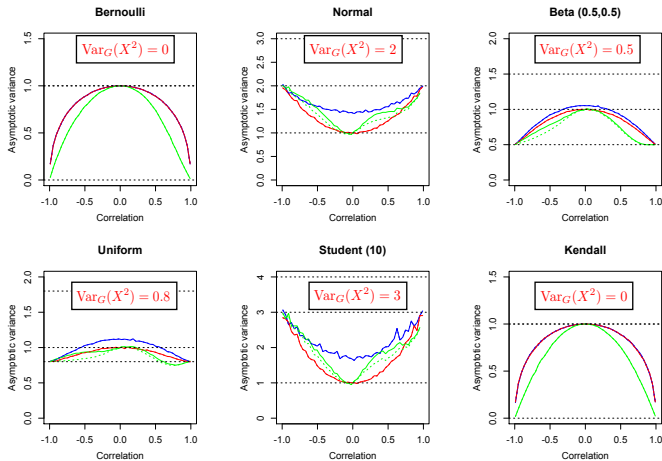 Bernoulli
Var_G(X^2) = 0
Asymptotic variance
0.0 0.5 1.0 1.5
-1.0 -0.5 0.0 0.5 1.0
Correlation
Normal
Var_G(X^2) = 2
Asymptotic variance
0.0 0.5 1.0 1.5 2.0 2.5 3.0
-1.0 -0.5 0.0 0.5 1.0
Correlation
Beta (0.5,0.5)
Var_G(X^2) = 0.5
Asymptotic variance
0.0 0.5 1.0 1.5 2.0
-1.0 -0.5 0.0 0.5 1.0
Correlation
Uniform
Var_G(X^2) = 0.8
Asymptotic variance
0.0 0.5 1.0 1.5 2.0
-1.0 -0.5 0.0 0.5 1.0
Correlation
Student (10)
Var_G(X^2) = 3
Asymptotic variance
0 1 2 3 4
-1.0 -0.5 0.0 0.5 1.0
Correlation
Kendall
Var_G(X^2) = 0
Asymptotic variance
0.0 0.5 1.0 1.5
-1.0 -0.5 0.0 0.5 1.0
Correlation